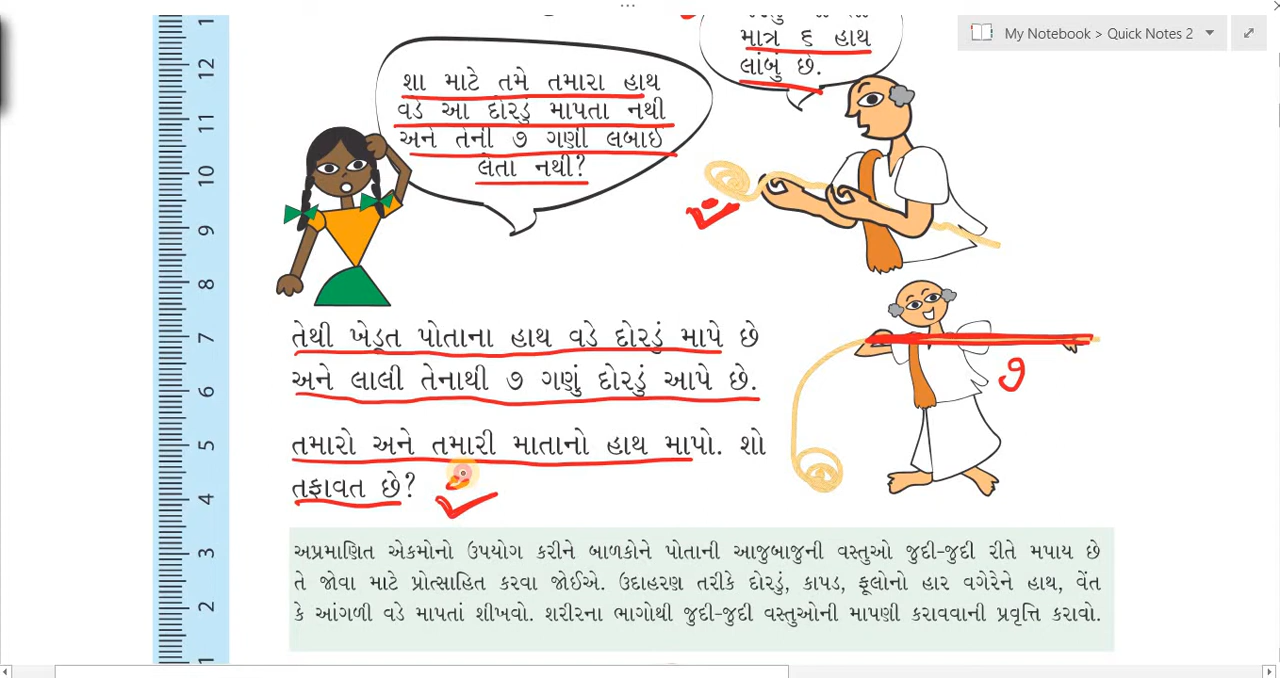 My Notebook > Quick Notes 2
માત્ર ૬ હાથ
લાંબું છે.
શા માટે તમે તમારા હાથ
વડે આ દોરડું માપતા નથી
અને તેની ૭ ગણી લબાઈ
લેતા નથી?
તેથી ખેડૂત પોતાના હાથ વડે દોરડું માપે છે
અને લાલી તેનાથી ૭ ગણું દોરડું આપે છે.
૭
તમારો અને તમારી માતાનો હાથ માપો. શો
તફાવત છે?
અપ્રમાણિત એકમોનો ઉપયોગ કરીને બાળકોને પોતાની આજુબાજુની વસ્તુઓ જુદી-જુદી રીતે મપાય છે
તે જોવા માટે પ્રોત્સાહિત કરવા જોઈએ. ઉદાહરણ તરીકે દોરડું, કાપડ, ફૂલોનો હાર વગેરેને હાથ, વેંત
કે આંગળી વડે માપતાં શીખવો. શરીરના ભાગોથી જુદી-જુદી વસ્તુઓની માપણી કરાવવાની પ્રવૃત્તિ કરાવો.
12
11
10
9
8
7
6
5
4
3
2